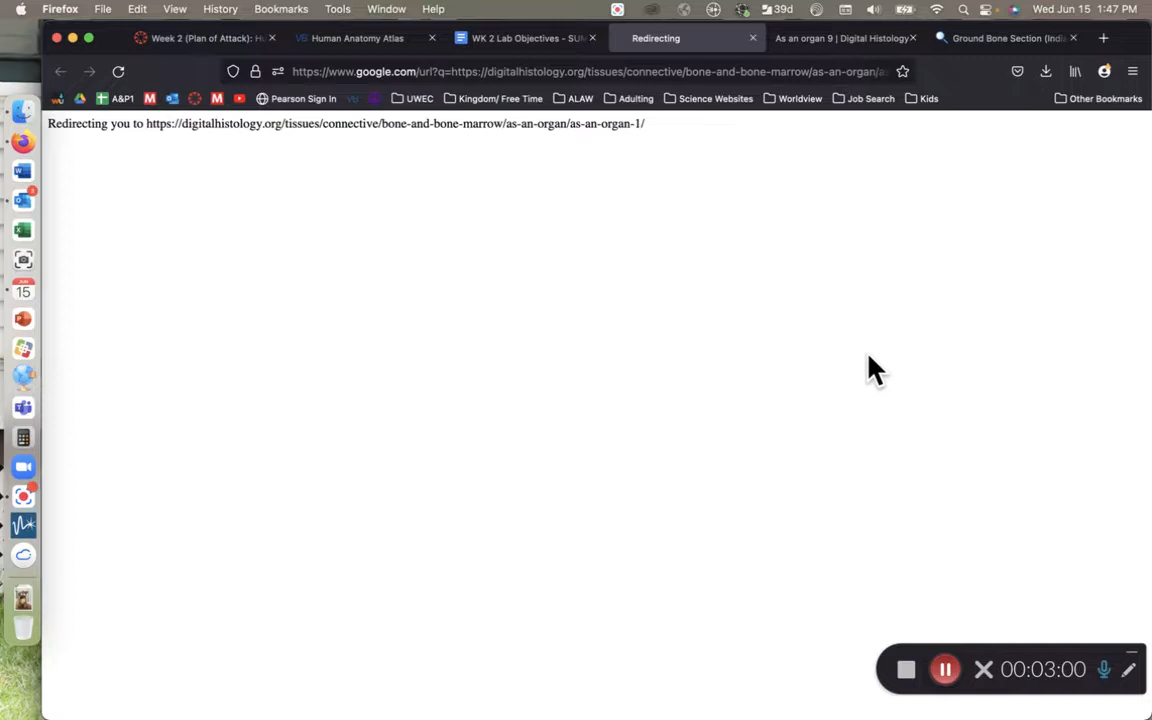 Firefox File Edit View History Bookmarks Tools Window Help 39d Wed Jun 15 1:47 PM
Week 2 (Plan of Attack): Hu Human Anatomy Atlas WK 2 Lab Objectives - SUM Redirecting As an organ 9 | Digital Histology Ground Bone Section (India
https://www.google.com/url?q=https://digitalhistology.org/tissues/connective/bone-and-bone-marrow/as-an-organ/as
A&P1 Pearson Sign In VB UWEC Kingdom/ Free Time ALAW Adulting Science Websites Worldview Job Search Kids Other Bookmarks
Redirecting you to https://digitalhistology.org/tissues/connective/bone-and-bone-marrow/as-an-organ/as-an-organ-1/
15
00:03:00